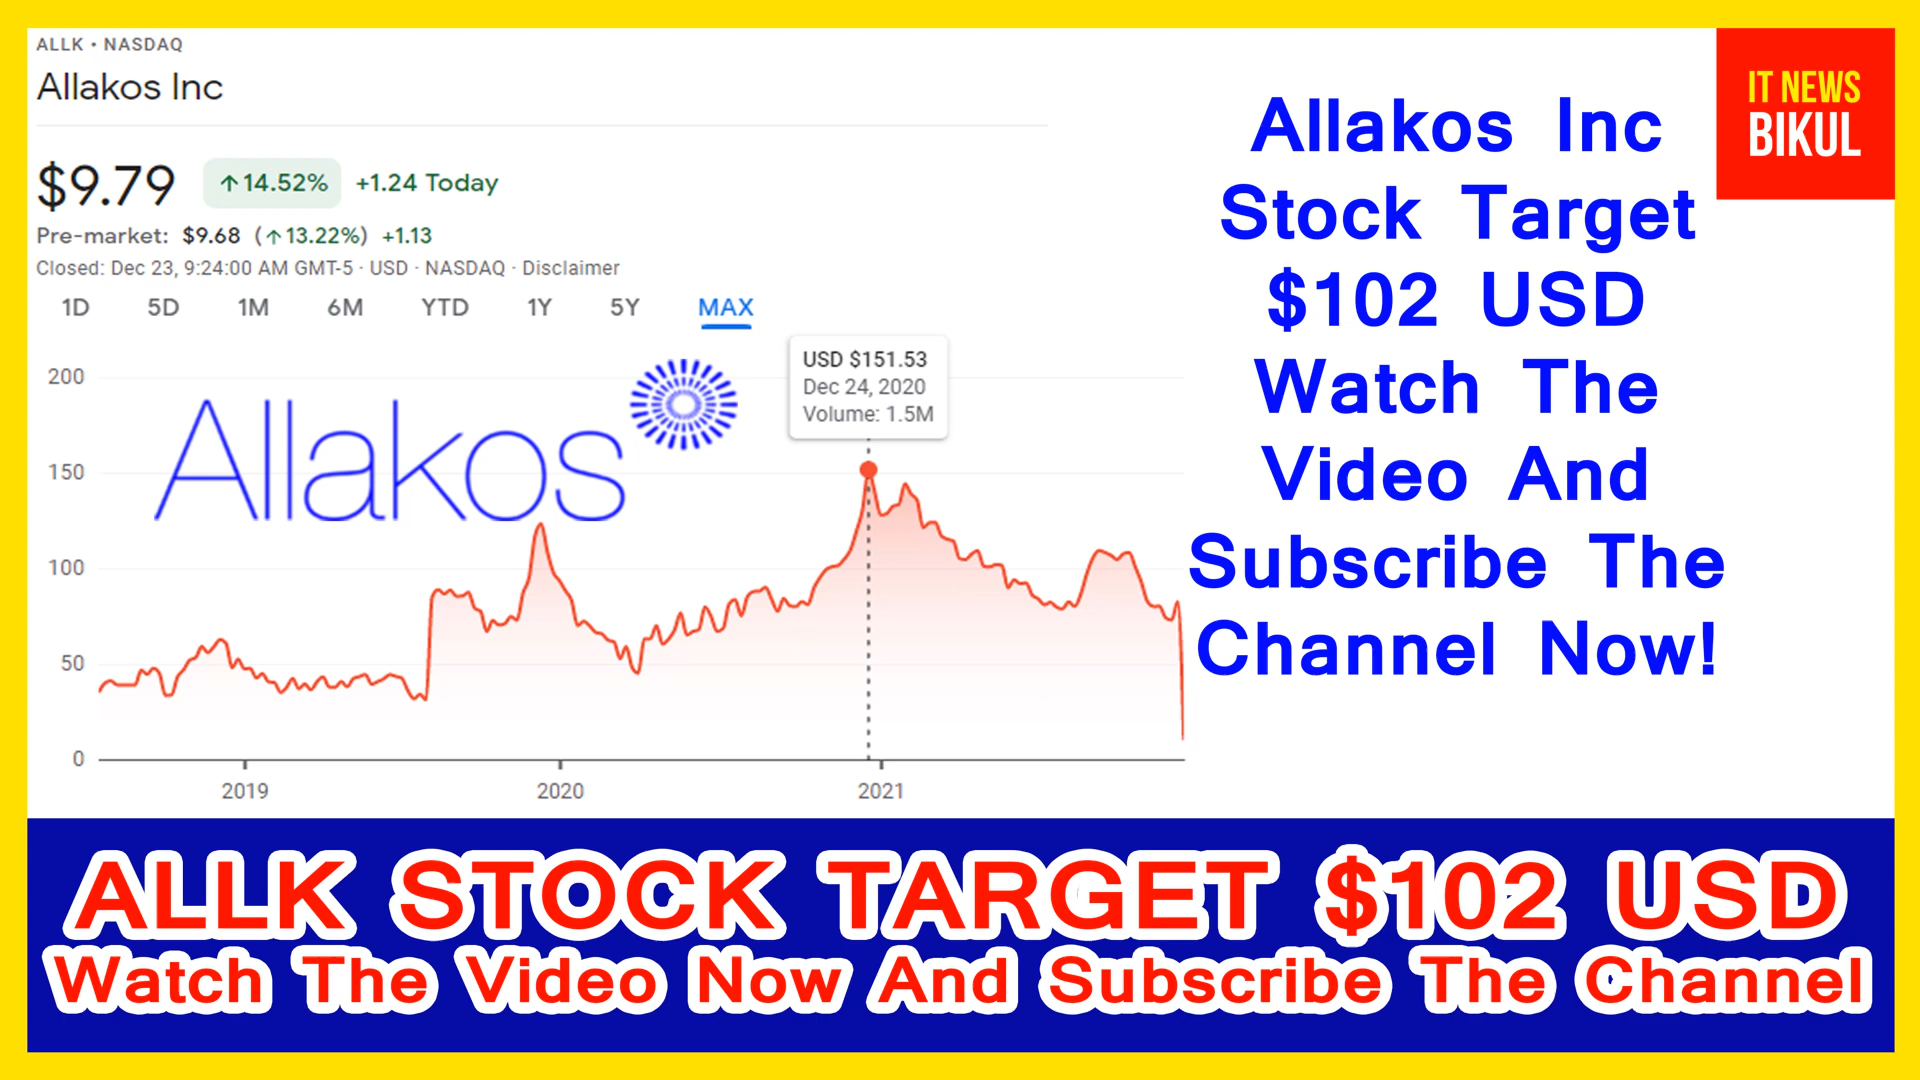 ALLK • NASDAQ
Allakos Inc
$9.79 ↑14.52% +1.24 Today
Pre-market: $9.68 (↑13.22%) +1.13
Closed: Dec 23, 9:24:00 AM GMT-5 · USD · NASDAQ · Disclaimer
1D 5D 1M 6M YTD 1Y 5Y MAX
USD $151.53
Dec 24, 2020
Volume: 1.5M
200
150
100
50
0
2019 2020 2021
Allakos
Allakos Inc
Stock Target
$102 USD
Watch The
Video And
Subscribe The
Channel Now!
IT NEWS
BIKUL
ALLK STOCK TARGET $102 USD
Watch The Video Now And Subscribe The Channel